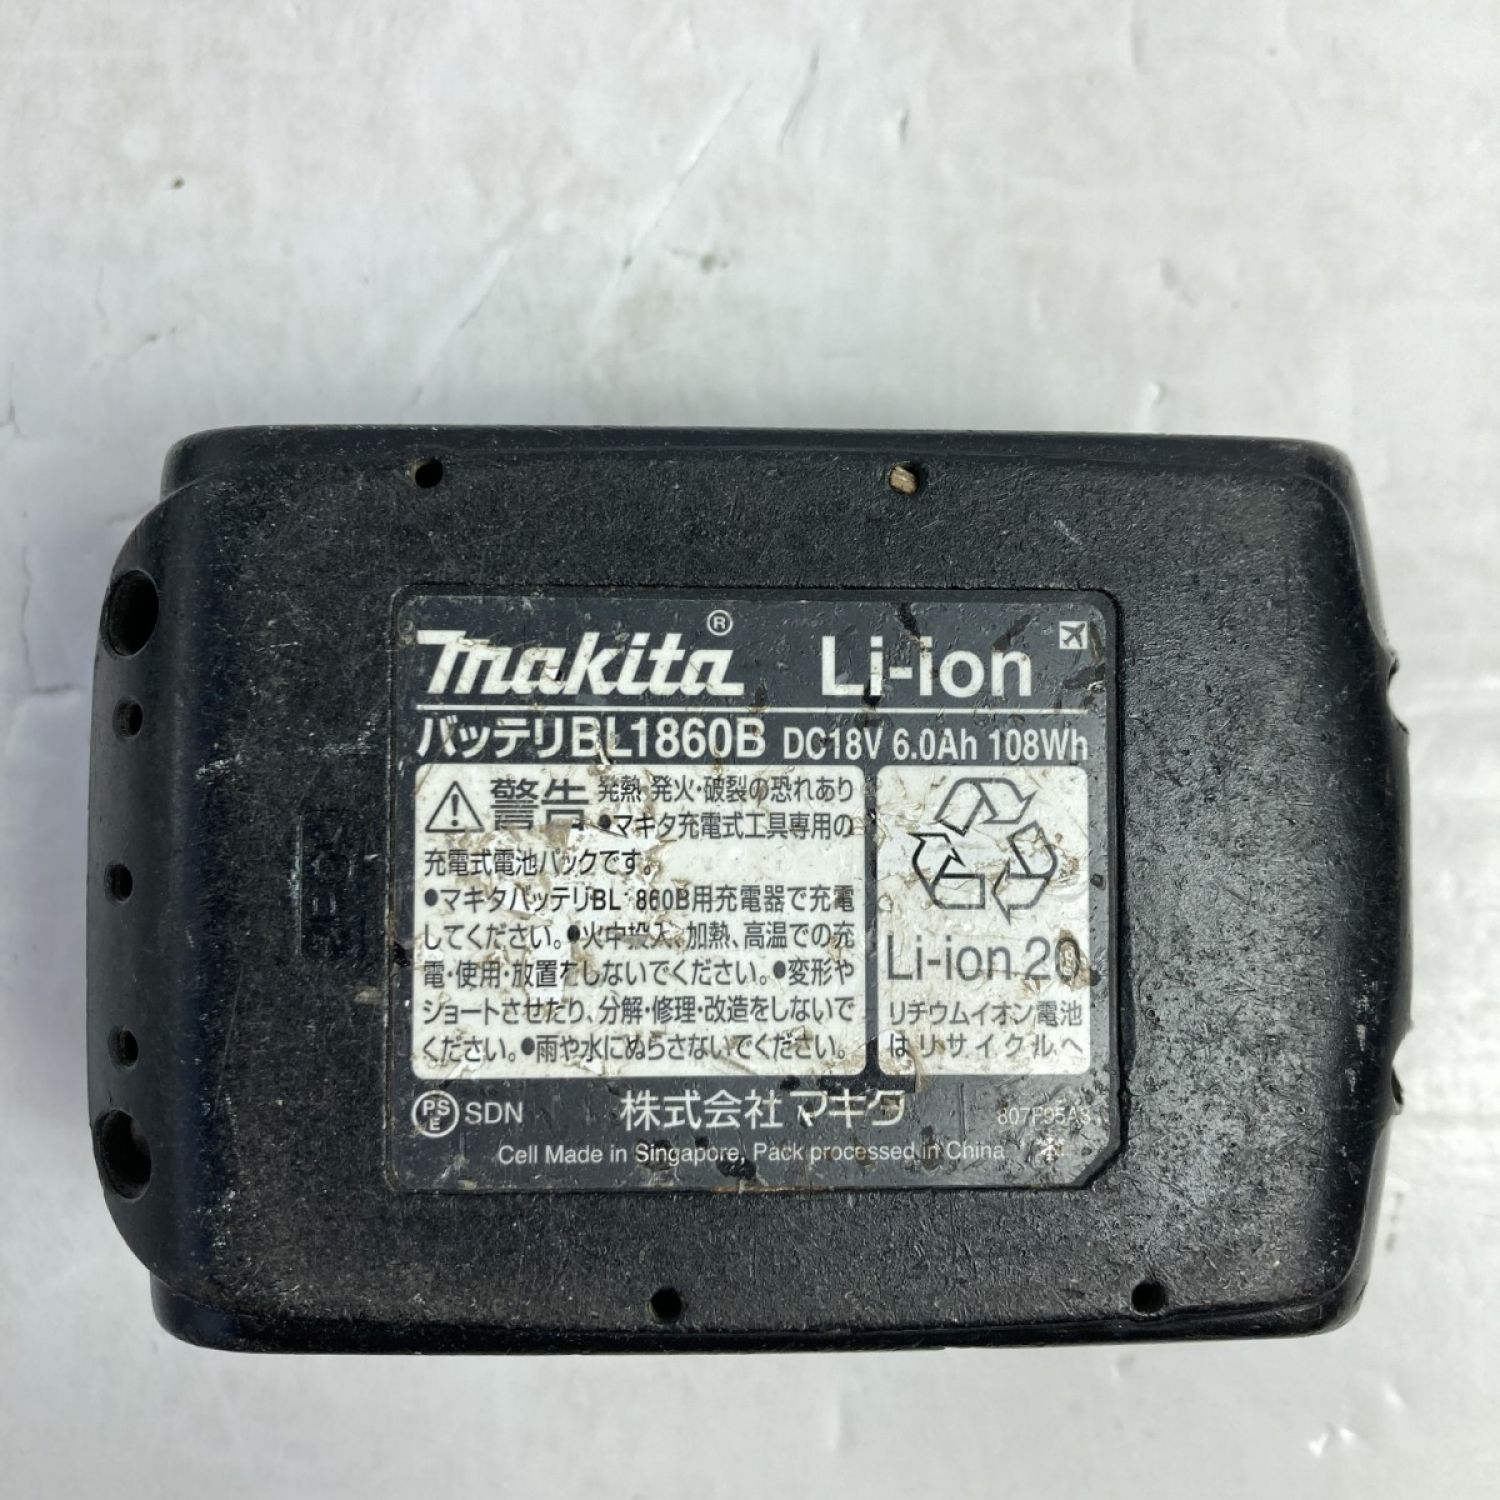 makita® Li-ion
バッテリBL1860B DC18V 6.0Ah 108Wh
警告 発熱・発火・破裂の恐れあり
●マキタ充電式工具専用の
充電式電池パックです。
●マキタバッテリBL1860B用充電器で充電
してください。●火中投入、加熱、高温での充
電・使用・放置をしないでください。●変形や
ショートさせたり、分解・修理・改造をしないで
ください。●雨や水にぬらさないでください。
Li-ion 20
リチウムイオン電池
はリサイクルへ
PSE SDN 株式会社マキタ
Cell Made in Singapore, Pack processed in China